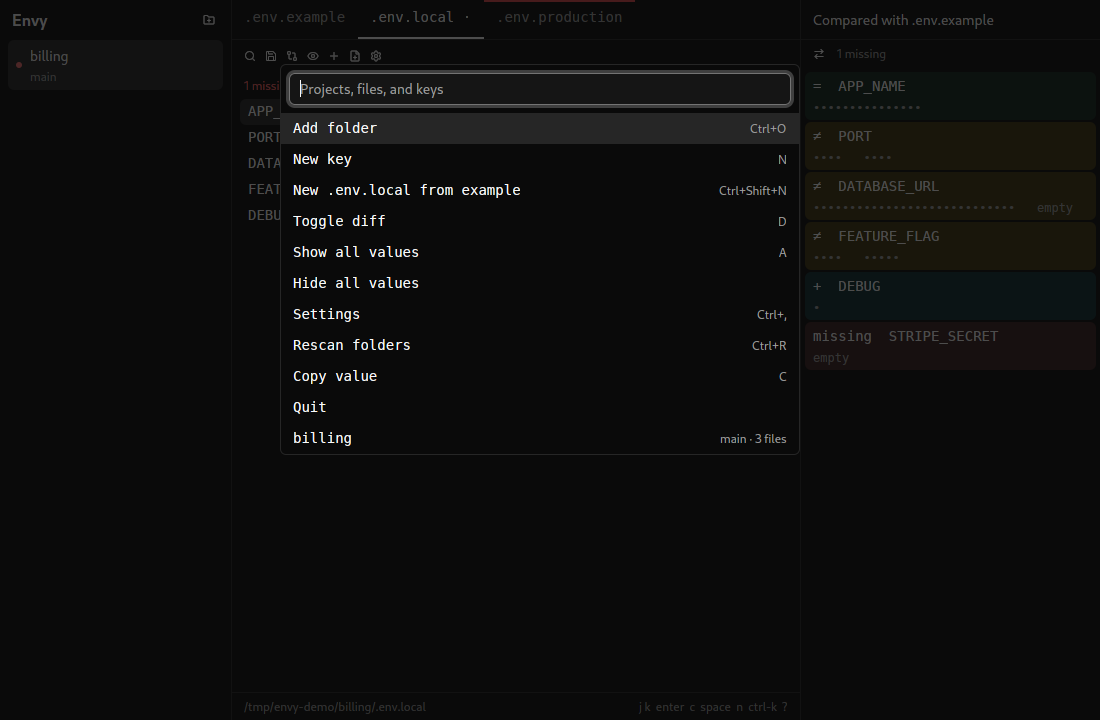 Envy
billing
main
.env.example
.env.local ·
.env.production
1 missi
APP_
PORT
DATA
FEAT
DEBU
Projects, files, and keys
Add folder Ctrl+O
New key N
New .env.local from example Ctrl+Shift+N
Toggle diff D
Show all values A
Hide all values
Settings Ctrl+,
Rescan folders Ctrl+R
Copy value C
Quit
billing main · 3 files
Compared with .env.example
1 missing
= APP_NAME
••••••••••••••
≠ PORT
•••• ••••
≠ DATABASE_URL
•••••••••••••••••••••••••• empty
≠ FEATURE_FLAG
•••• •••••
+ DEBUG
•
missing STRIPE_SECRET
empty
/tmp/envy-demo/billing/.env.local
j k enter c space n ctrl-k ?